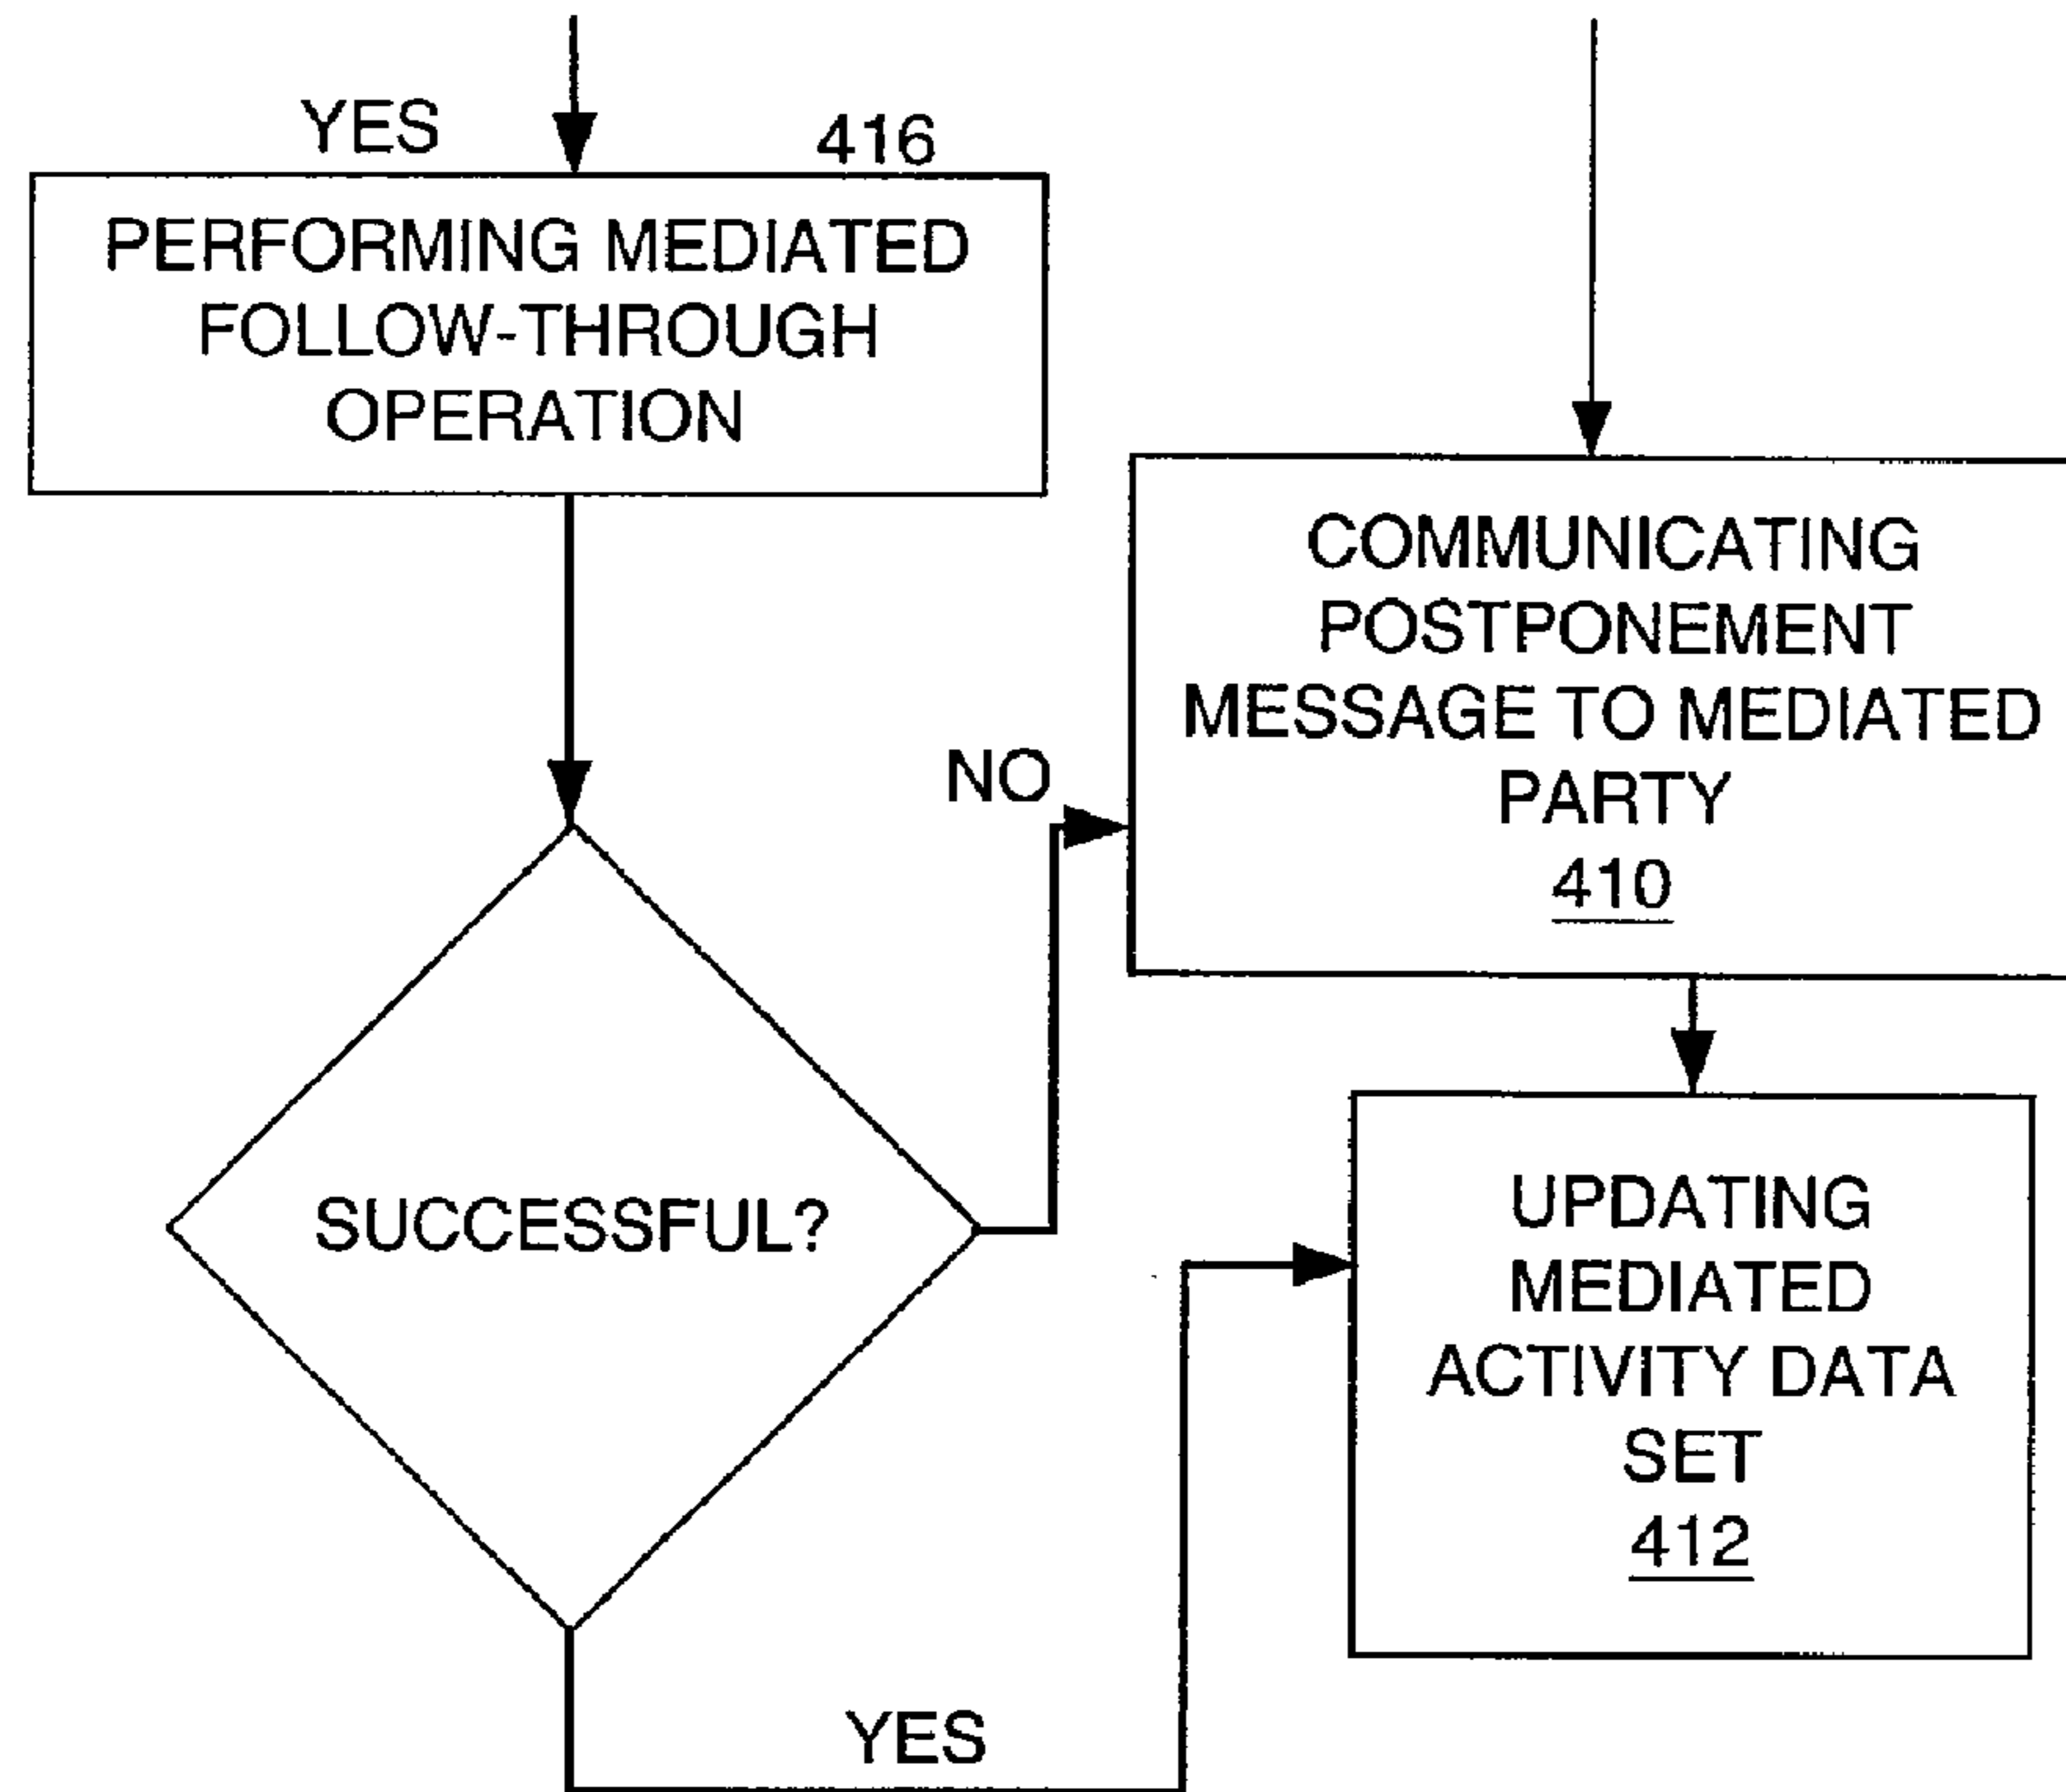 YES
416
PERFORMING MEDIATED
FOLLOW-THROUGH
OPERATION
COMMUNICATING
POSTPONEMENT
MESSAGE TO MEDIATED
PARTY
410
NO
SUCCESSFUL?
UPDATING
MEDIATED
ACTIVITY DATA
SET
412
YES